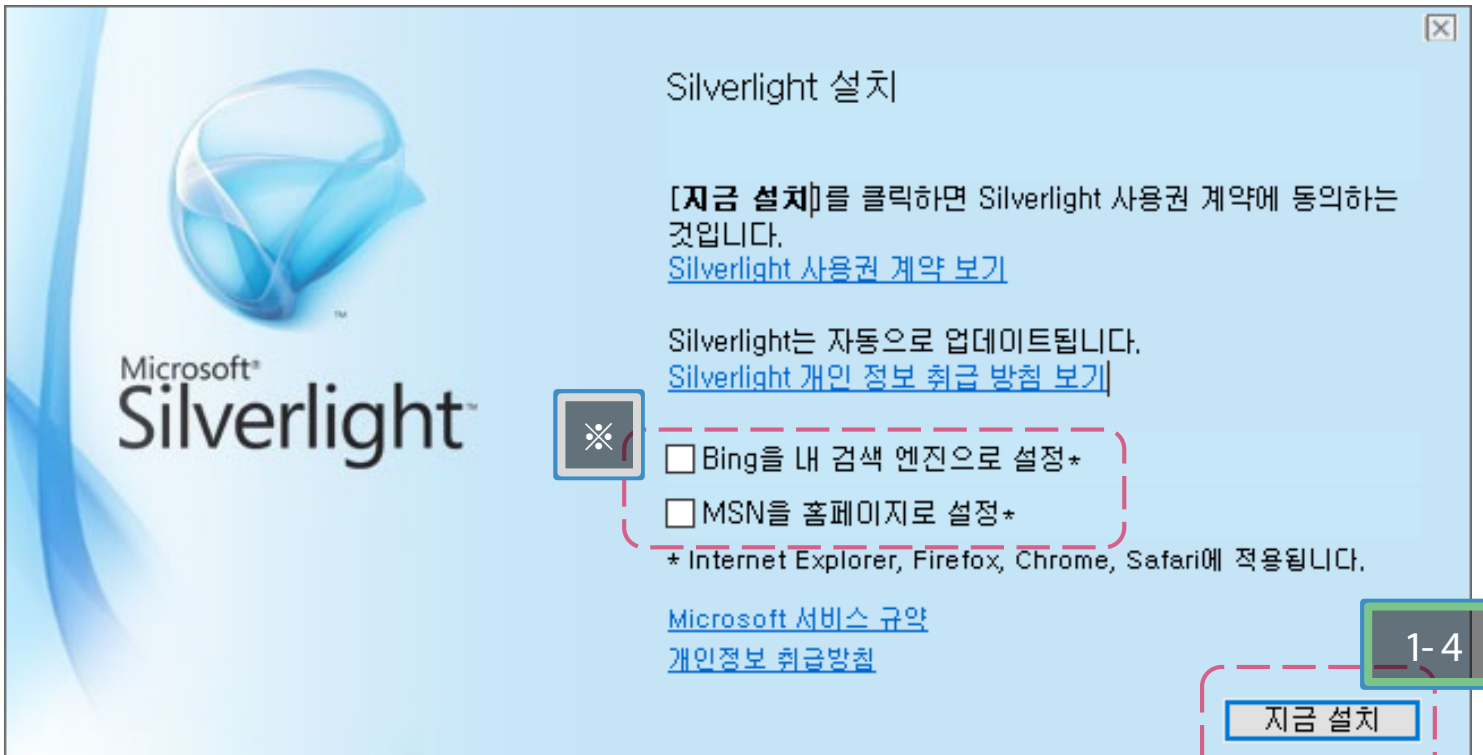 Silverlight 설치
[지금 설치]를 클릭하면 Silverlight 사용권 계약에 동의하는
것입니다.
Silverlight 사용권 계약 보기
Silverlight는 자동으로 업데이트됩니다.
Silverlight 개인 정보 취급 방침 보기
Microsoft®
Silverlight™
※
Bing을 내 검색 엔진으로 설정*
MSN을 홈페이지로 설정*
* Internet Explorer, Firefox, Chrome, Safari에 적용됩니다.
Microsoft 서비스 규약
개인정보 취급방침
1-4
지금 설치